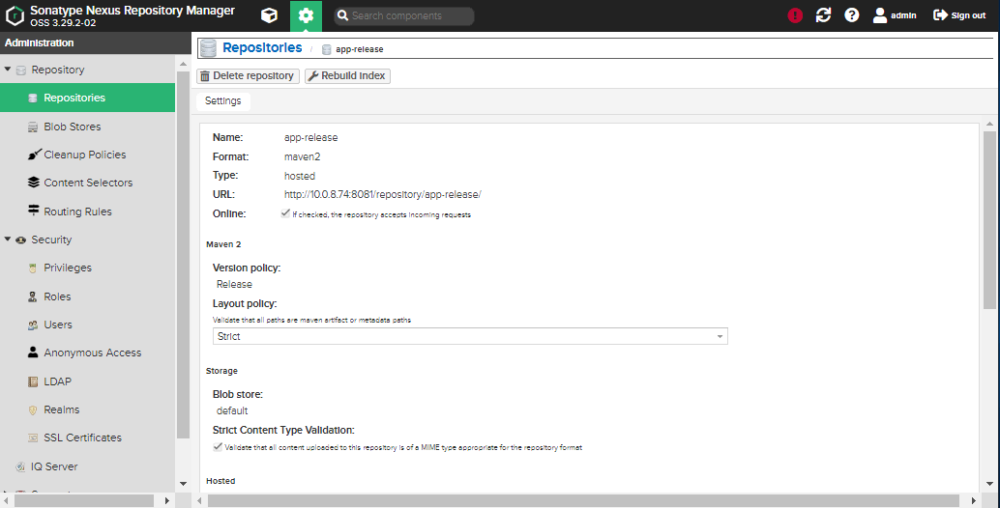 Sonatype Nexus Repository Manager
OSS 3.29.2-02
Search components
admin
Sign out
Administration
Repository
Repositories
Blob Stores
Cleanup Policies
Content Selectors
Routing Rules
Security
Privileges
Roles
Users
Anonymous Access
LDAP
Realms
SSL Certificates
IQ Server
Repositories / app-release
Delete repository
Rebuild index
Settings
Name: app-release
Format: maven2
Type: hosted
URL: http://10.0.8.74:8081/repository/app-release/
Online: If checked, the repository accepts incoming requests
Maven 2
Version policy:
Release
Layout policy:
Validate that all paths are maven artifact or metadata paths
Strict
Storage
Blob store:
default
Strict Content Type Validation:
Validate that all content uploaded to this repository is of a MIME type appropriate for the repository format
Hosted